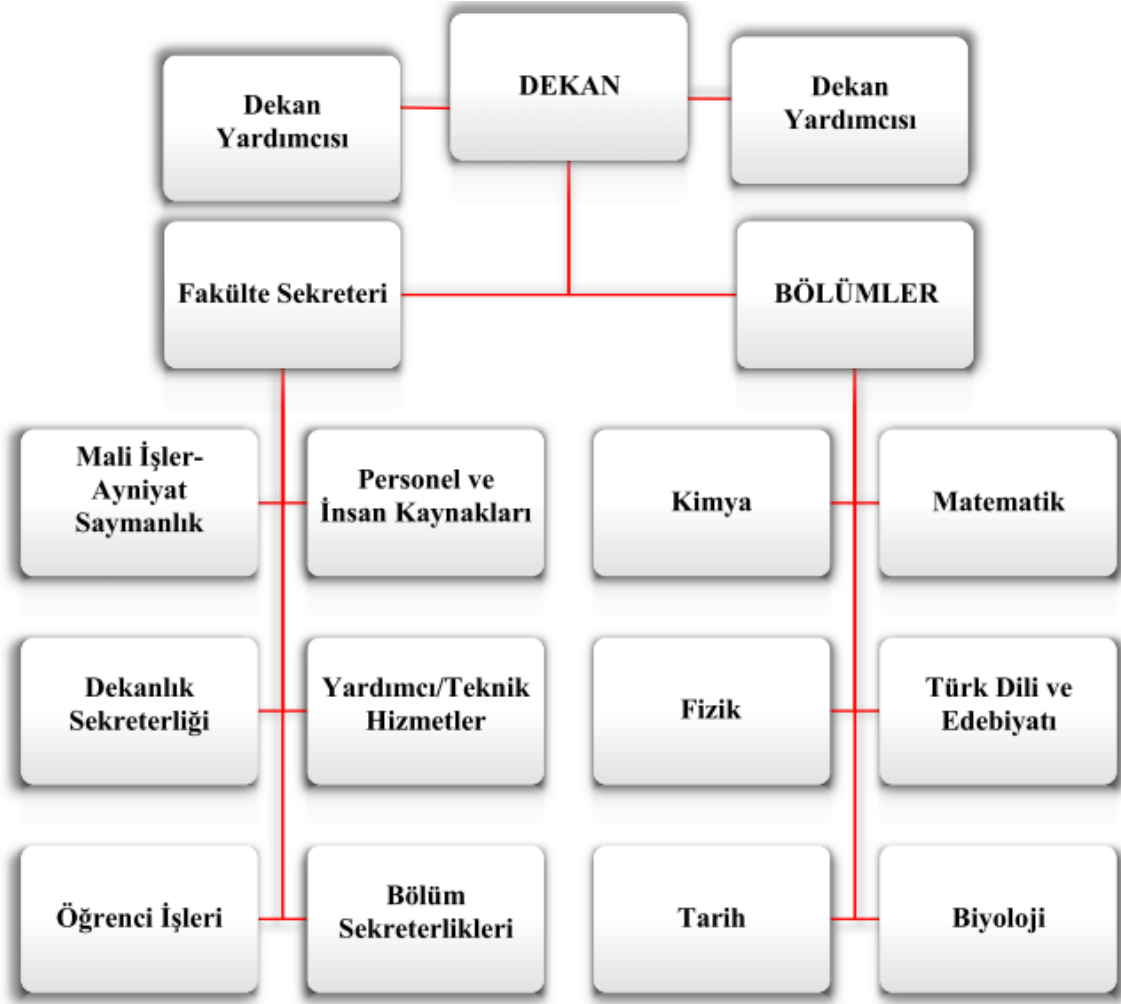 DEKAN
Dekan
Yardımcısı
Dekan
Yardımcısı
Fakülte Sekreteri
BÖLÜMLER
Mali İşler-
Ayniyat
Saymanlık
Personel ve
İnsan Kaynakları
Kimya
Matematik
Dekanlık
Sekreterliği
Yardımcı/Teknik
Hizmetler
Fizik
Türk Dili ve
Edebiyatı
Öğrenci İşleri
Bölüm
Sekreterlikleri
Tarih
Biyoloji